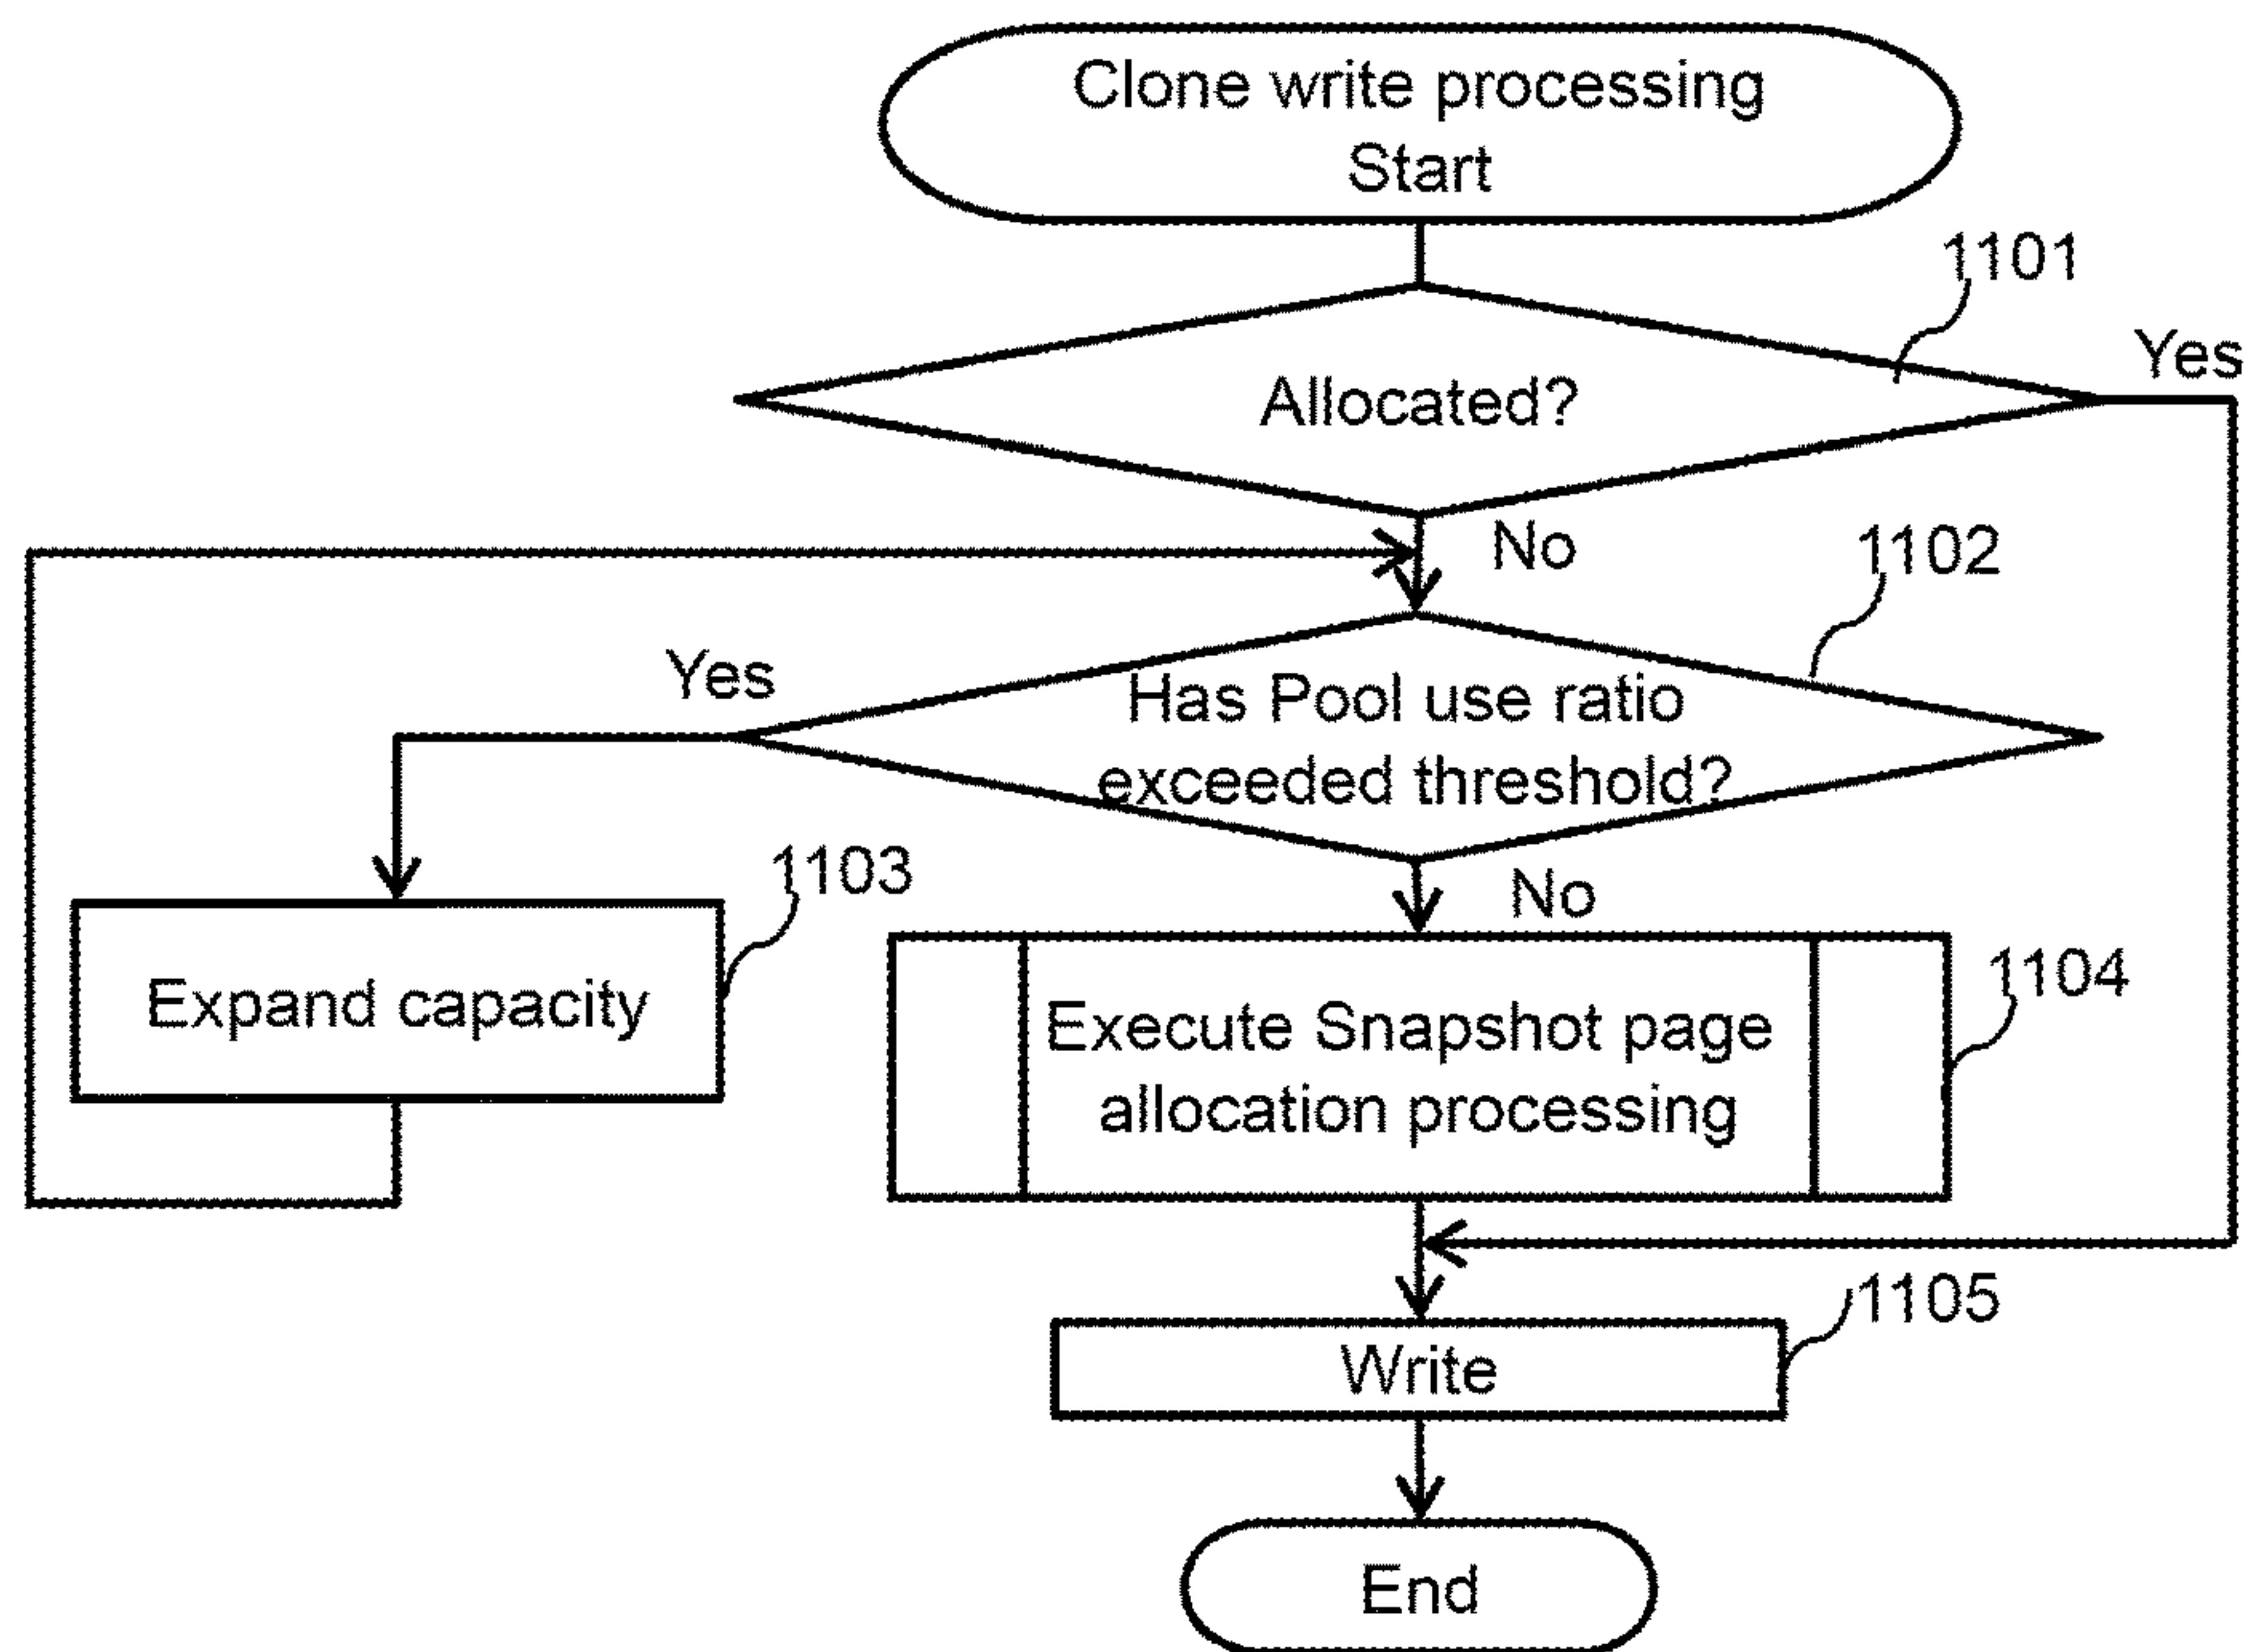 Clone write processing
Start
1101
Yes
Allocated?
No
1102
Yes
Has Pool use ratio
exceeded threshold?
1103
No
Expand capacity
1104
Execute Snapshot page
allocation processing
1105
Write
End